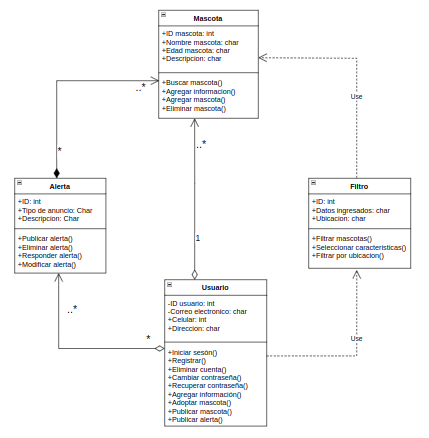 Mascota
+ID mascota: int
+Nombre mascota: char
+Edad mascota: char
+Descripcion: char
+Buscar mascota()
+Agregar informacion()
+Agregar mascota()
+Eliminar mascota()
..*
*
..*
1
Use
Alerta
+ID: int
+Tipo de anuncio: Char
+Descripcion: Char
+Publicar alerta()
+Eliminar alerta()
+Responder alerta()
+Modificar alerta()
Filtro
+ID: int
+Datos ingresados: char
+Ubicacion: char
+Filtrar mascotas()
+Seleccionar caracteristicas()
+Filtrar por ubicacion()
..*
*
Use
Usuario
-ID usuario: int
-Correo electronico: char
+Celular: int
+Direccion: char
+Iniciar sesón()
+Registrar()
+Eliminar cuenta()
+Cambiar contraseña()
+Recuperar contraseña()
+Agregar información()
+Adoptar mascota()
+Publicar mascota()
+Publicar alerta()